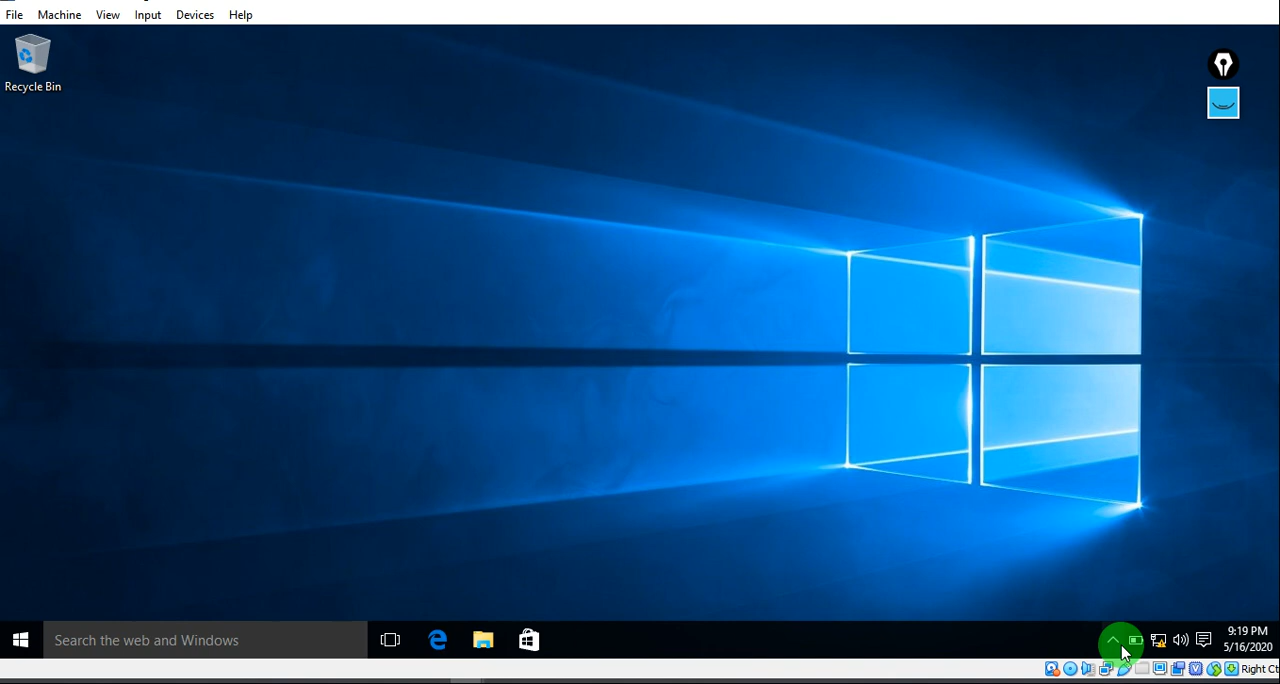 File Machine View Input Devices Help
Recycle Bin
Search the web and Windows
9:19 PM
5/16/2020
Right Ct